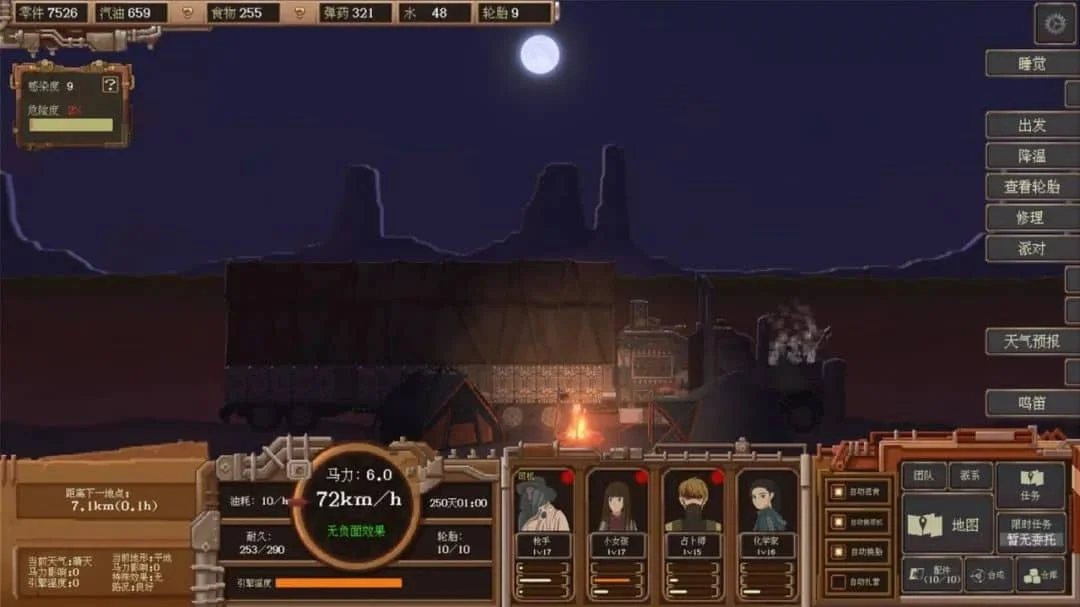 零件 7526 汽油 659 ? 食物 255 ? 弹药 321 水 48 轮胎 9
感染度 9 ?
危险度 2%
睡觉
出发
降温
查看轮胎
修理
派对
天气预报
鸣笛
距离下一地点:
7.1km(0.1h)
当前天气:晴天
马力影响:0
引擎温度:0
当前地形:平地
马力影响:0
特殊效果:无
路况:良好
马力: 6.0
72km/h
无负面效果
油耗: 10/h
250天01:00
耐久:
253/290
轮胎:
10/10
引擎温度
司机
枪手
lv17
小女孩
lv17
占卜师
lv15
化学家
lv16
自动换胎
团队
派系
任务
地图
限时任务
暂无委托
配件
(10/10)
合成
仓库